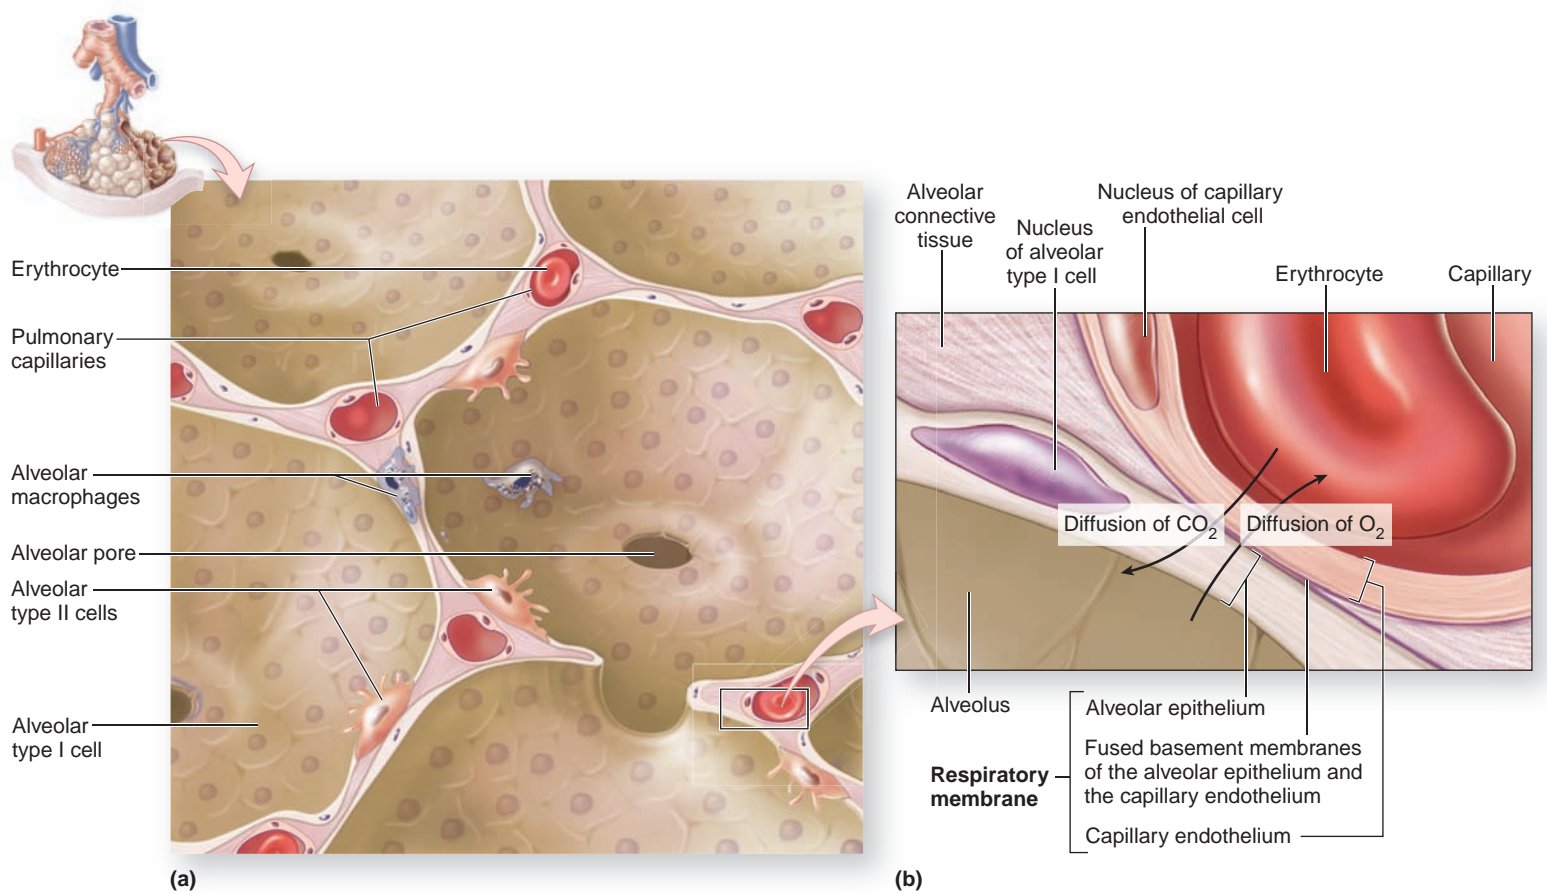 Erythrocyte
Pulmonary
capillaries
Alveolar
macrophages
Alveolar pore
Alveolar
type II cells
Alveolar
type I cell
(a)
Alveolar
connective
tissue
Nucleus
of alveolar
type I cell
Nucleus of capillary
endothelial cell
Erythrocyte
Capillary
Diffusion of CO2
Diffusion of O2
Alveolus
Respiratory
membrane
Alveolar epithelium
Fused basement membranes
of the alveolar epithelium and
the capillary endothelium
Capillary endothelium
(b)